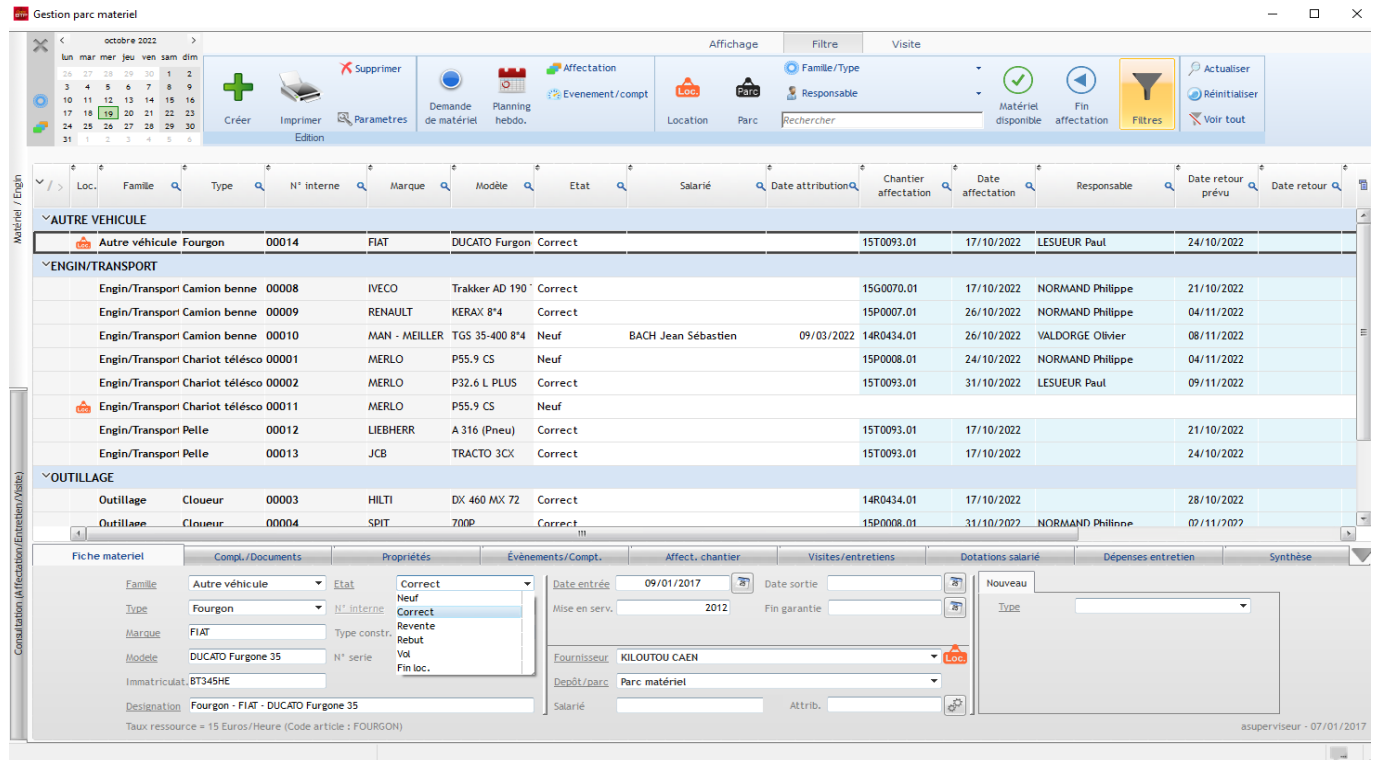 Gestion parc materiel
octobre 2022
lun mar mer jeu ven sam dim
26 27 28 29 30 1 2
3 4 5 6 7 8 9
10 11 12 13 14 15 16
17 18 19 20 21 22 23
24 25 26 27 28 29 30
31 1 2 3 4 5 6
Affichage Filtre Visite
Créer
Imprimer
Supprimer
Parametres
Edition
Demande de matériel
Planning hebdo.
Affectation
Evenement/compt
Loc.
Location
Parc
Parc
Famille/Type
Responsable
Rechercher
Matériel disponible
Fin affectation
Filtres
Actualiser
Réinitialiser
Voir tout
Matériel / Engin
Consultation (Affectation/Entretien/Visite)
Loc. Famille Type N° interne Marque Modèle Etat Salarié Date attribution Chantier affectation Date affectation Responsable Date retour prévu Date retour
AUTRE VEHICULE
Loc. Autre véhicule Fourgon 00014 FIAT DUCATO Furgon Correct 15T0093.01 17/10/2022 LESUEUR Paul 24/10/2022
ENGIN/TRANSPORT
Engin/Transport Camion benne 00008 IVECO Trakker AD 190 Correct 15G0070.01 17/10/2022 NORMAND Philippe 21/10/2022
Engin/Transport Camion benne 00009 RENAULT KERAX 8*4 Correct 15P0007.01 26/10/2022 NORMAND Philippe 04/11/2022
Engin/Transport Camion benne 00010 MAN - MEILLER TGS 35-400 8*4 Neuf BACH Jean Sébastien 09/03/2022 14R0434.01 26/10/2022 VALDORGE Olivier 08/11/2022
Engin/Transport Chariot télésco 00001 MERLO P55.9 CS Neuf 15P0008.01 24/10/2022 NORMAND Philippe 04/11/2022
Engin/Transport Chariot télésco 00002 MERLO P32.6 L PLUS Correct 15T0093.01 31/10/2022 LESUEUR Paul 09/11/2022
Loc. Engin/Transport Chariot télésco 00011 MERLO P55.9 CS Neuf
Engin/Transport Pelle 00012 LIEBHERR A 316 (Pneu) Correct 15T0093.01 17/10/2022 21/10/2022
Engin/Transport Pelle 00013 JCB TRACTO 3CX Correct 15T0093.01 17/10/2022 24/10/2022
OUTILLAGE
Outillage Cloueur 00003 HILTI DX 460 MX 72 Correct 14R0434.01 17/10/2022 28/10/2022
Outillage Cloueur 00004 SPIT 700P Correct 15P0008.01 31/10/2022 NORMAND Philippe 02/11/2022
Fiche materiel Compl./Documents Propriétés Évènements/Compt. Affect. chantier Visites/entretiens Dotations salarié Dépenses entretien Synthèse
Famille Autre véhicule Etat Correct Date entrée 09/01/2017 Date sortie Nouveau
Neuf
Type Fourgon N° interne Correct Mise en serv. 2012 Fin garantie Type
Revente
Marque FIAT Type constr. Rebut
Vol
Modele DUCATO Furgone 35 N° serie Fin loc. Fournisseur KILOUTOU CAEN Loc.
Immatriculat. BT345HE Depôt/parc Parc matériel
Designation Fourgon - FIAT - DUCATO Furgone 35 Salarié Attrib.
Taux ressource = 15 Euros/Heure (Code article : FOURGON) asuperviseur - 07/01/2017